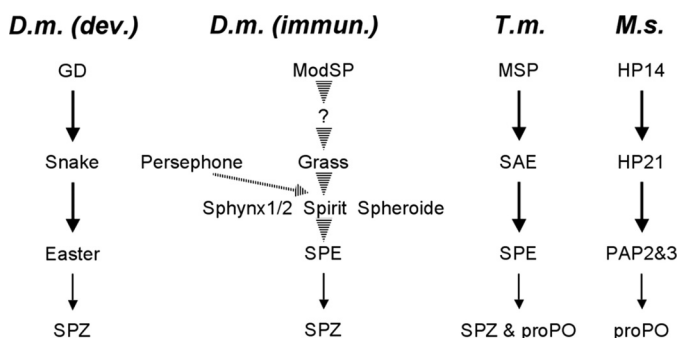 D.m. (dev.) D.m. (immun.) T.m. M.s.
GD ModSP MSP HP14
?
Snake Persephone Grass SAE HP21
Sphynx1/2 Spirit Spheroide
Easter SPE SPE PAP2&3
SPZ SPZ SPZ & proPO proPO